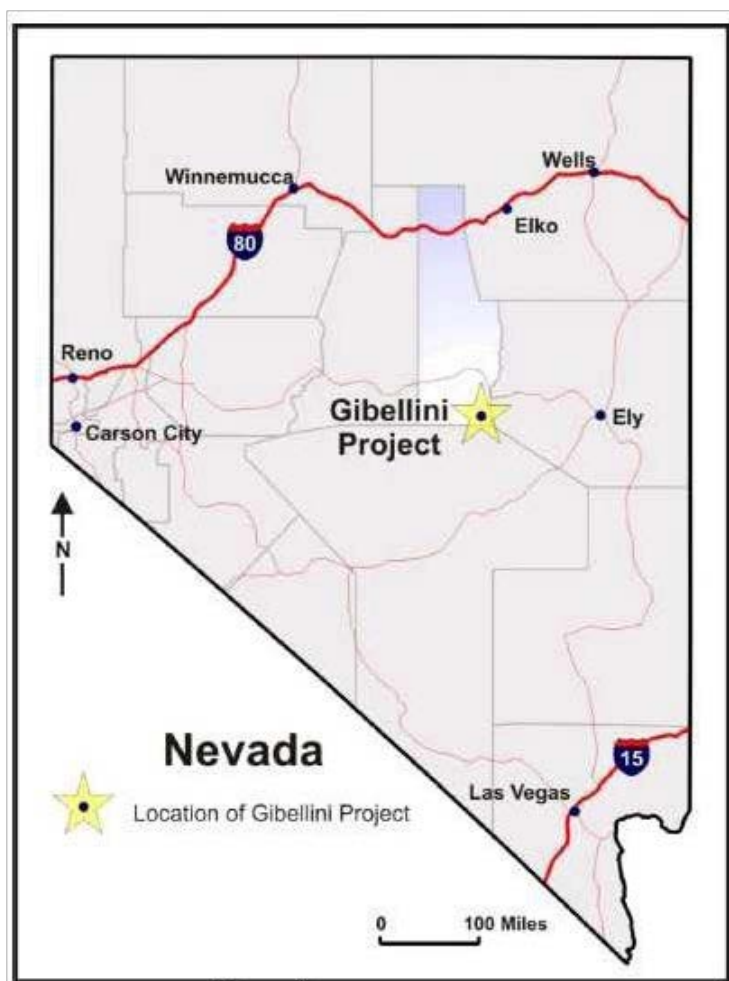 Wells
Winnemucca
Elko
80
Reno
Gibellini
Project
Ely
Carson City
N
Nevada
15
Las Vegas
Location of Gibellini Project
0 100 Miles